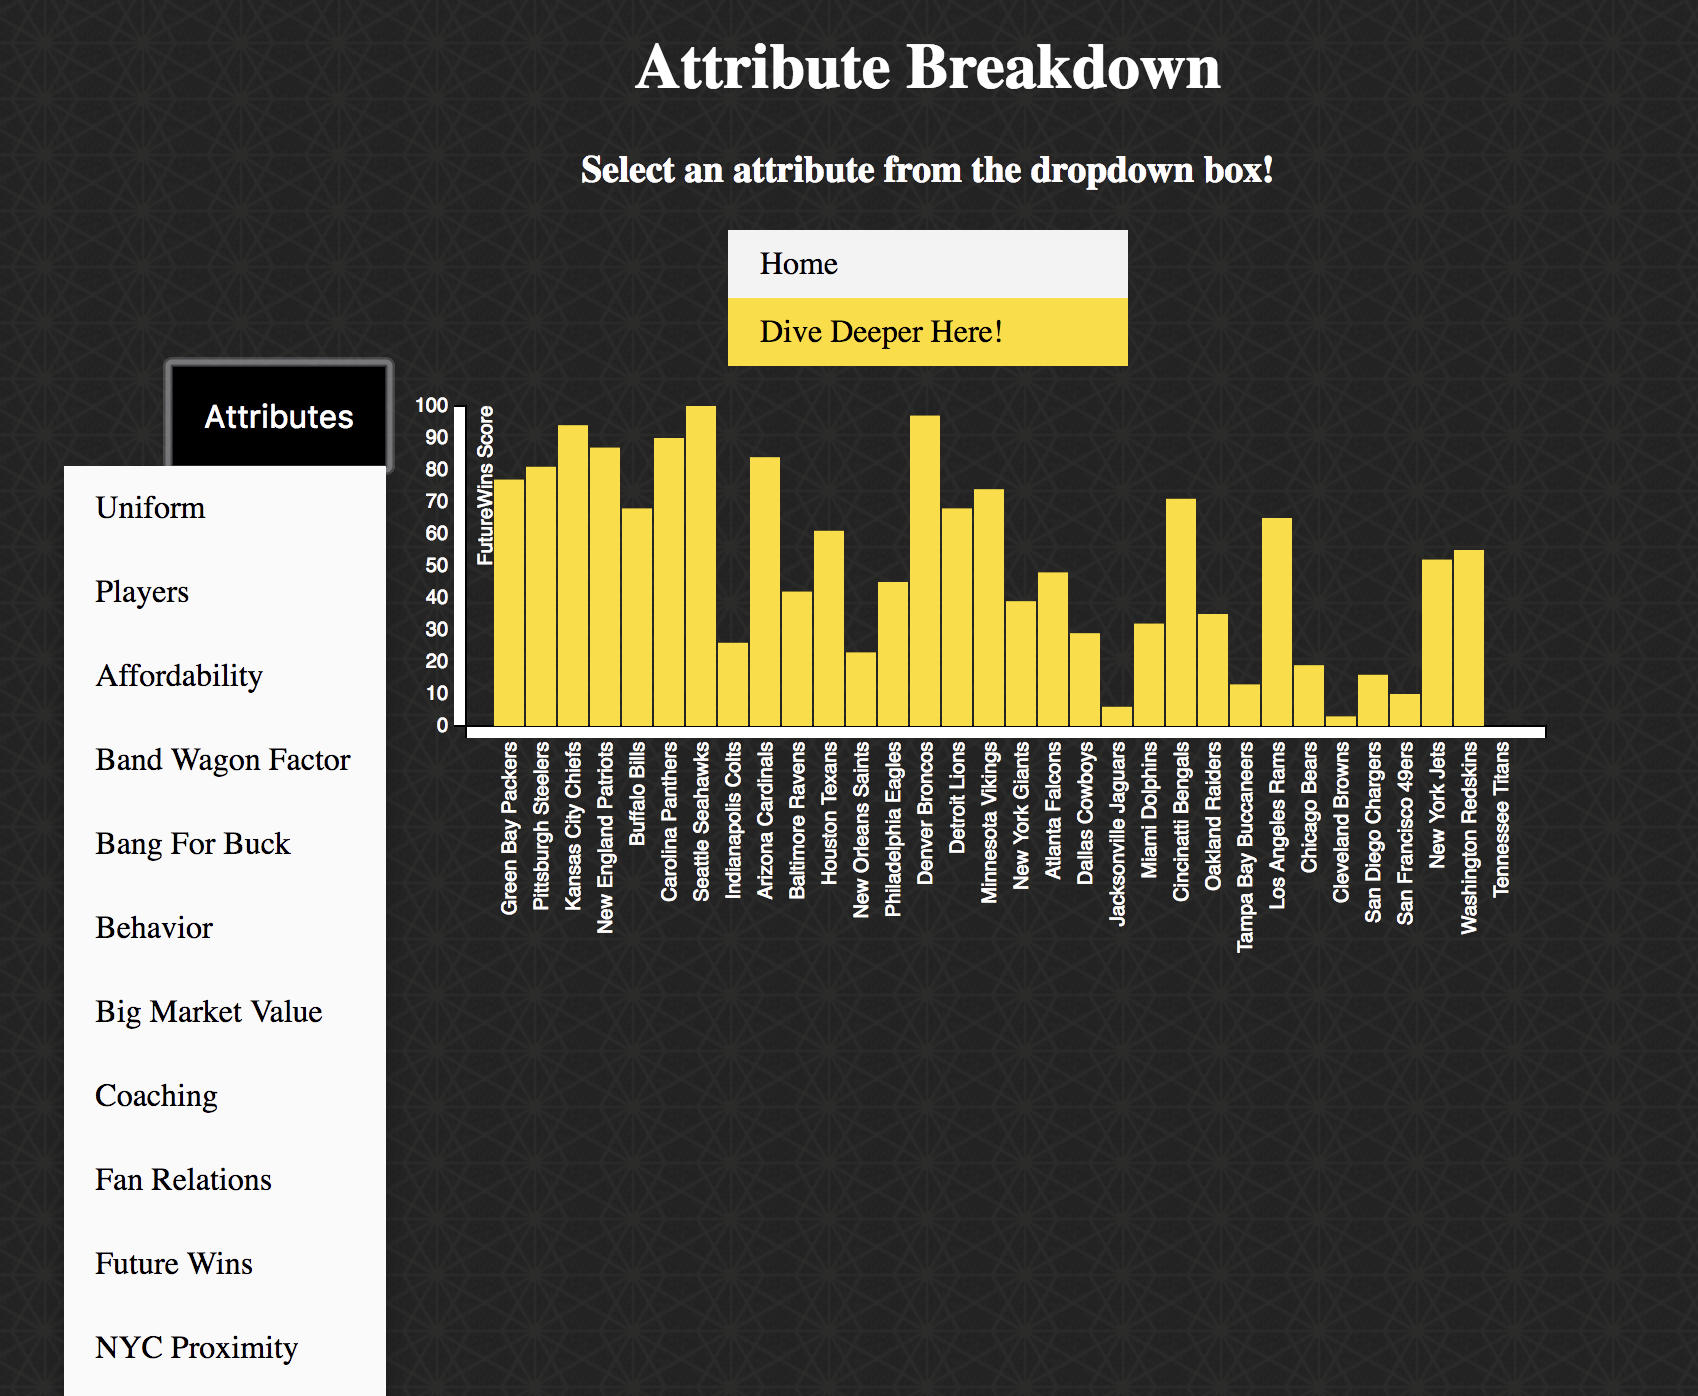 Attribute Breakdown
Select an attribute from the dropdown box!
Home
Dive Deeper Here!
Attributes
Uniform
Players
Affordability
Band Wagon Factor
Bang For Buck
Behavior
Big Market Value
Coaching
Fan Relations
Future Wins
NYC Proximity
100
90
80
70
60
50
40
30
20
10
0
FutureWins Score
Green Bay Packers
Pittsburgh Steelers
Kansas City Chiefs
New England Patriots
Buffalo Bills
Carolina Panthers
Seattle Seahawks
Indianapolis Colts
Arizona Cardinals
Baltimore Ravens
Houston Texans
New Orleans Saints
Philadelphia Eagles
Denver Broncos
Detroit Lions
Minnesota Vikings
New York Giants
Atlanta Falcons
Dallas Cowboys
Jacksonville Jaguars
Miami Dolphins
Cincinatti Bengals
Oakland Raiders
Tampa Bay Buccaneers
Los Angeles Rams
Chicago Bears
Cleveland Browns
San Diego Chargers
San Francisco 49ers
New York Jets
Washington Redskins
Tennessee Titans